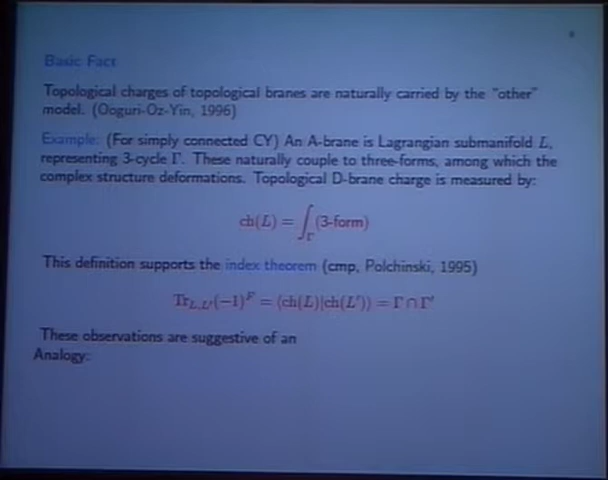 Basic Fact
Topological charges of topological branes are naturally carried by the "other"
model. (Ooguri-Oz-Yin, 1996)
Example: (For simply connected CY) An A-brane is Lagrangian submanifold L,
representing 3-cycle Γ. These naturally couple to three-forms, among which the
complex structure deformations. Topological D-brane charge is measured by:
ch(L) = ∫_Γ (3-form)
This definition supports the index theorem (cmp, Polchinski, 1995)
Tr_{L,L'}(−1)^F = ⟨ch(L)|ch(L')⟩ = Γ ∩ Γ'
These observations are suggestive of an
Analogy: